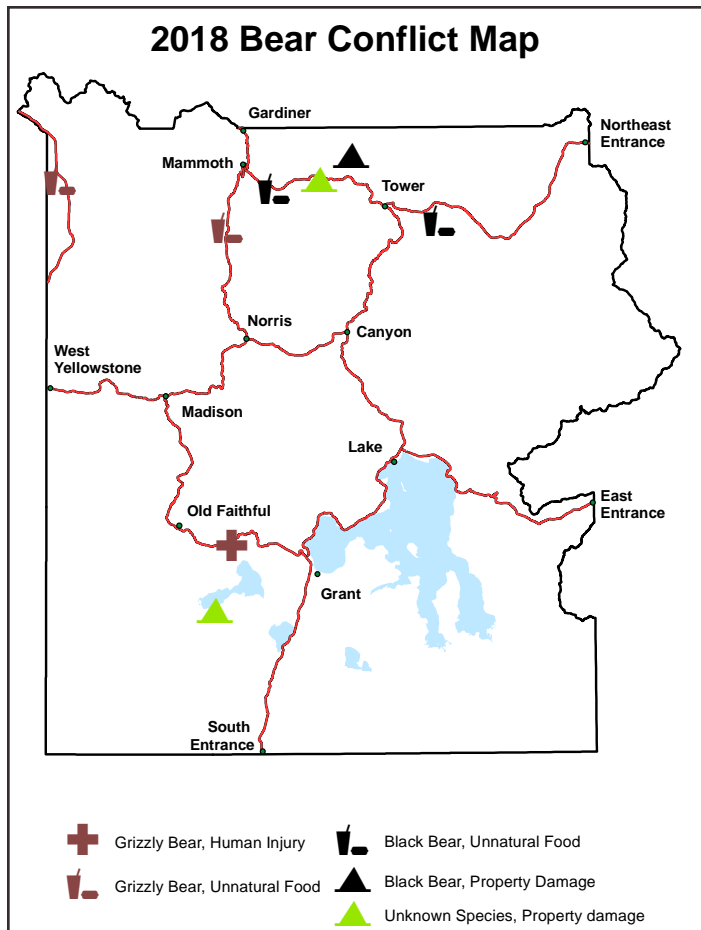 2018 Bear Conflict Map
Gardiner
Northeast
Entrance
Mammoth
Tower
Norris
Canyon
West
Yellowstone
Madison
Lake
Old Faithful
East
Entrance
Grant
South
Entrance
Grizzly Bear, Human Injury
Black Bear, Unnatural Food
Grizzly Bear, Unnatural Food
Black Bear, Property Damage
Unknown Species, Property damage